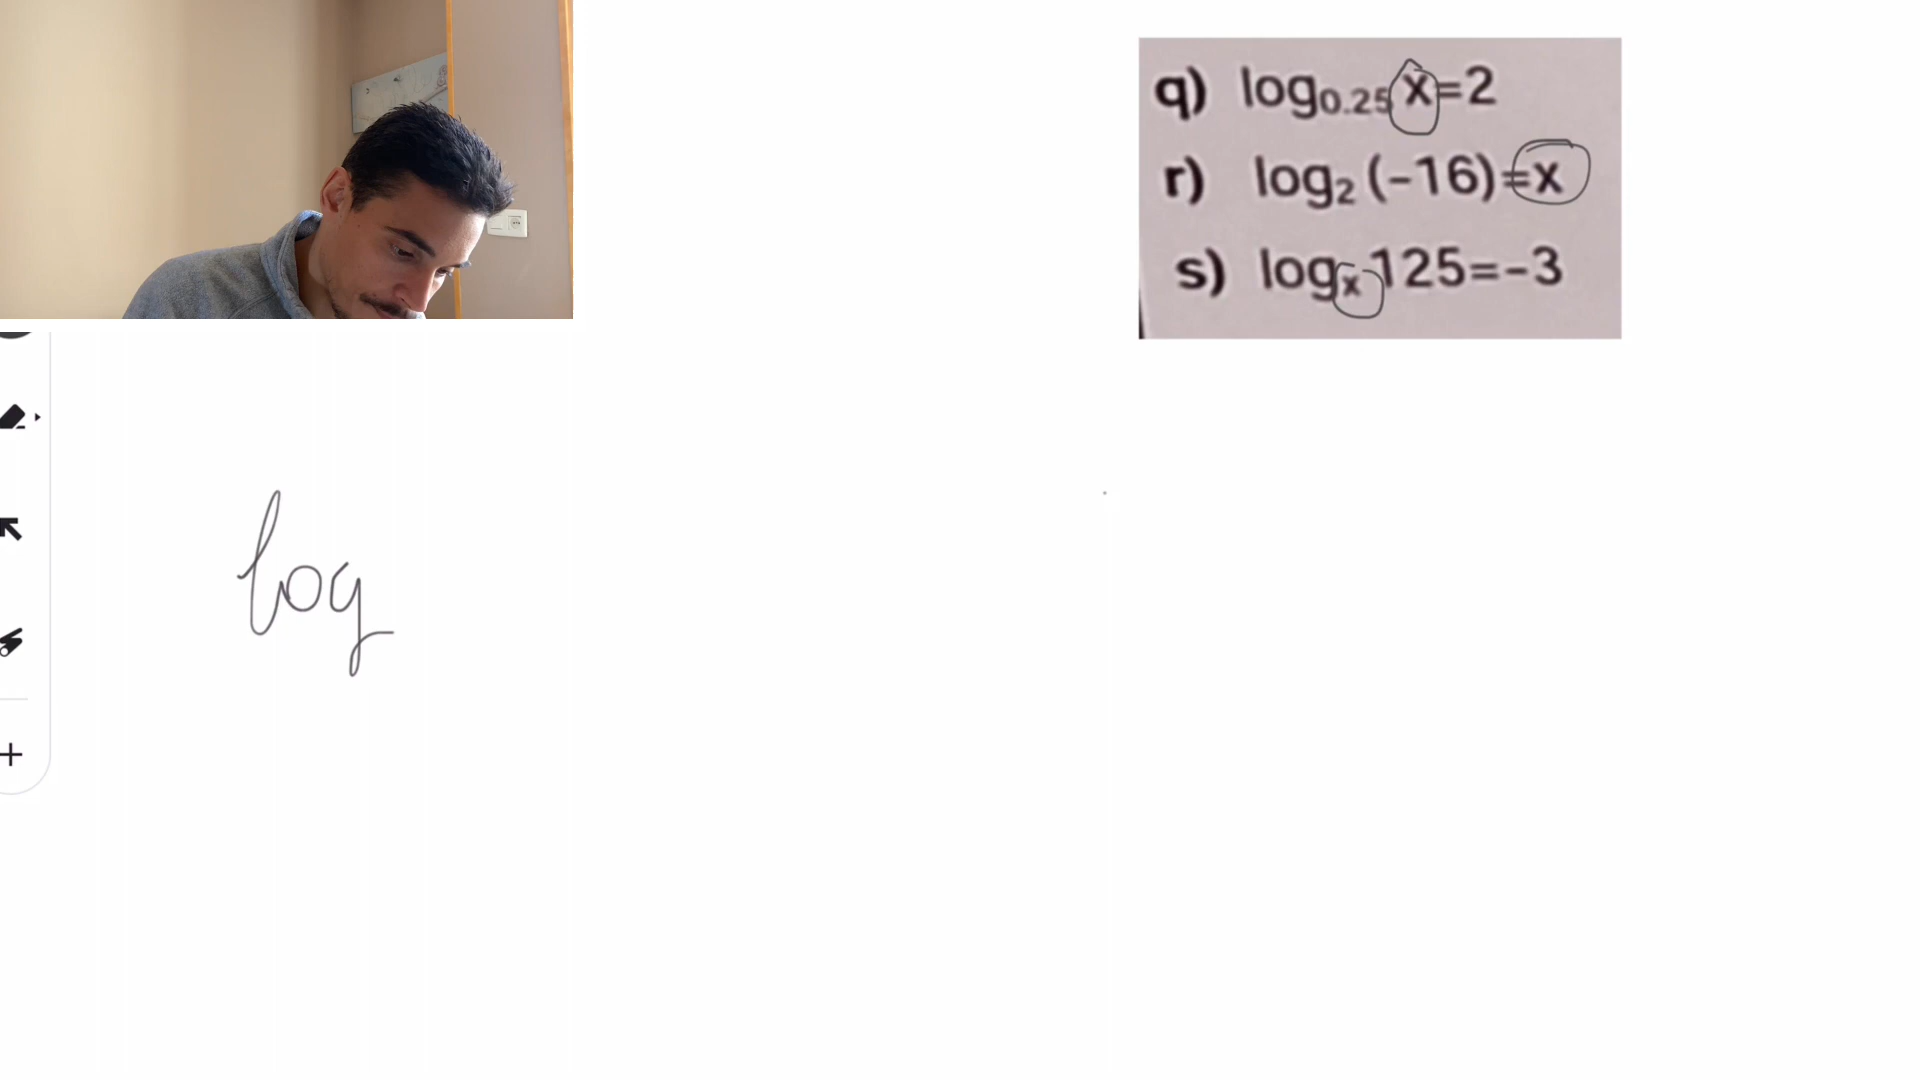 q) log₀.₂₅ x=2
r) log₂ (-16)=x
s) logₓ 125=-3
log